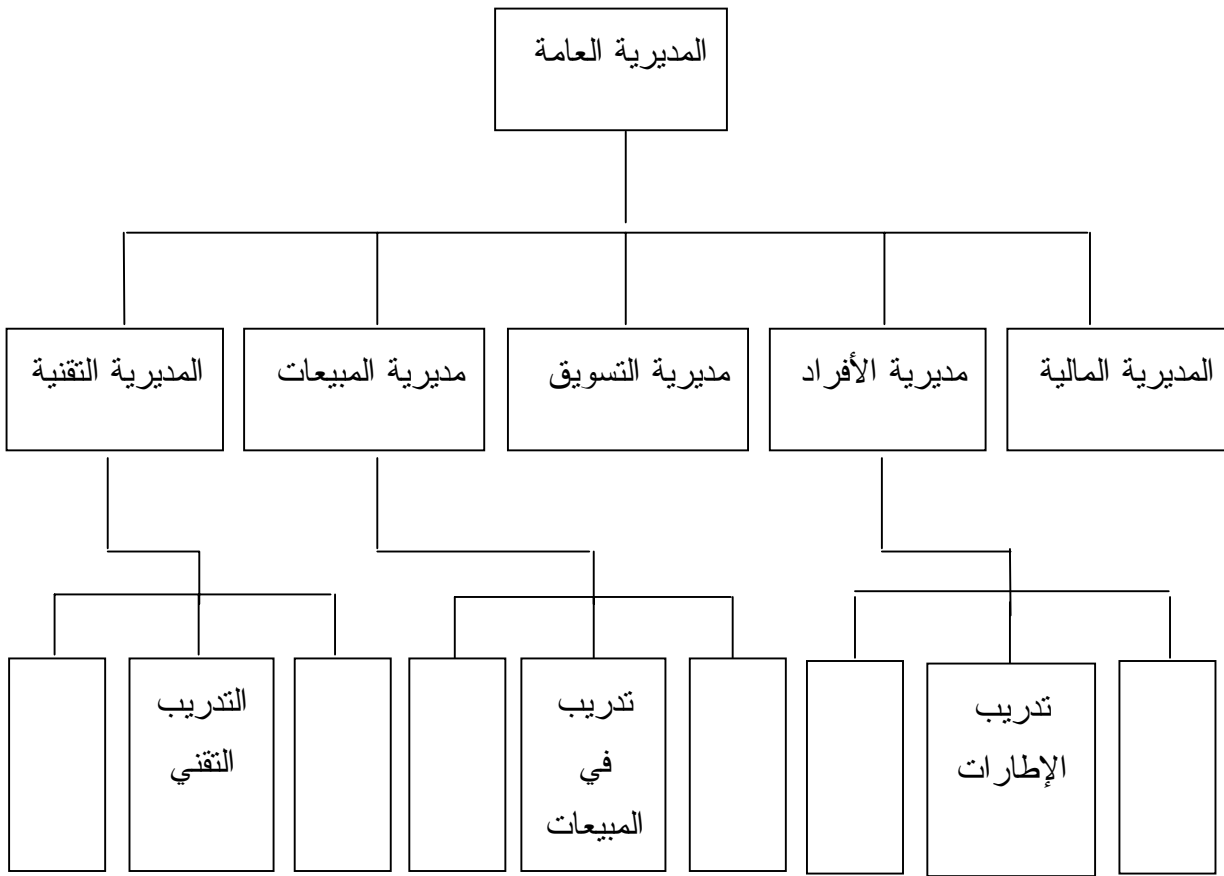 المديرية العامة
المديرية المالية
مديرية الأفراد
مديرية التسويق
مديرية المبيعات
المديرية التقنية
تدريب
الإطارات
تدريب
في
المبيعات
التدريب
التقني